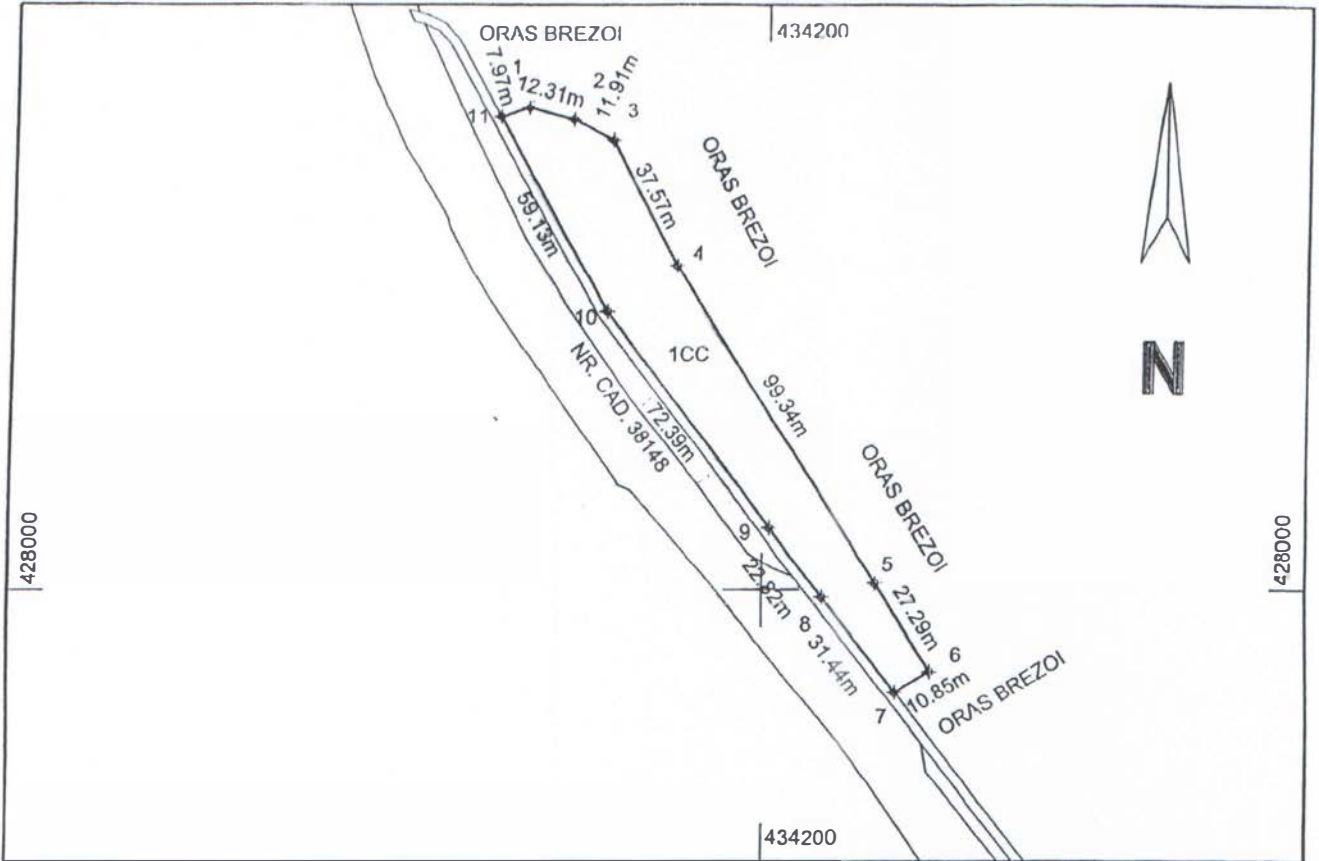 ORAS BREZOI
434200
7.97m
1
12.31m
2
11.91m
3
11
37.57m
ORAS BREZOI
59.13m
4
10
1CC
NR. CAD. 38148
72.39m
99.34m
ORAS BREZOI
9
428000
428000
5
22.82m
27.29m
8
31.44m
6
10.85m
7
ORAS BREZOI
434200
N